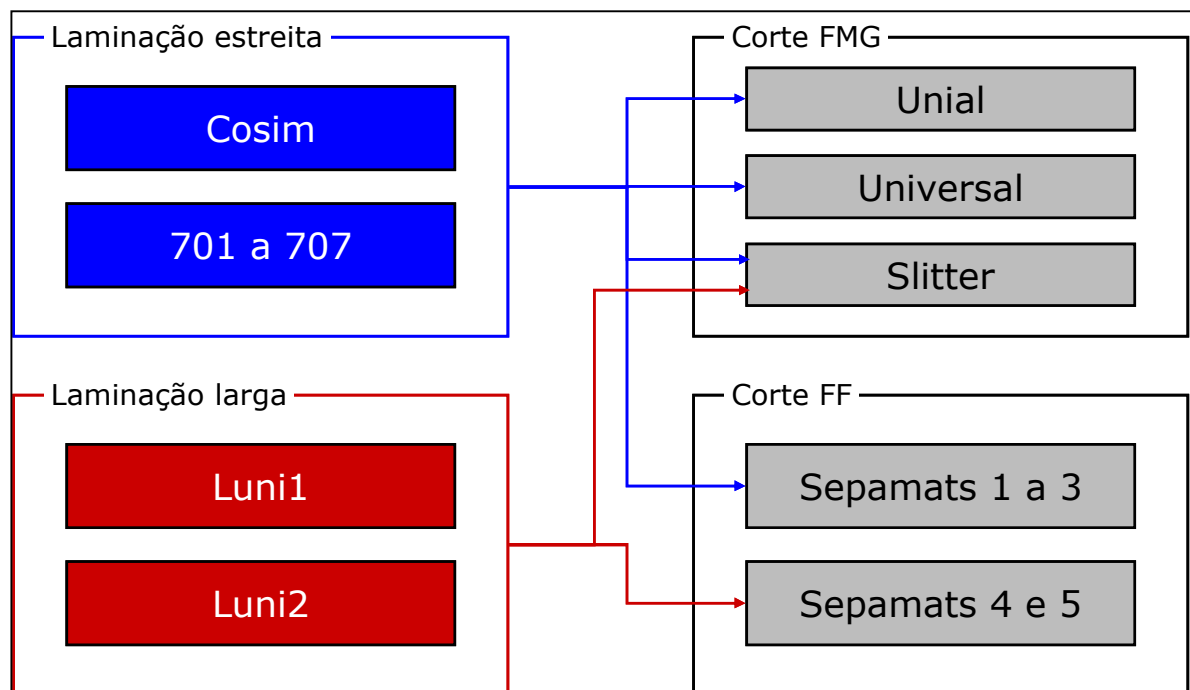 Laminação estreita
Cosim
701 a 707
Corte FMG
Unial
Universal
Slitter
Laminação larga
Luni1
Luni2
Corte FF
Sepamats 1 a 3
Sepamats 4 e 5